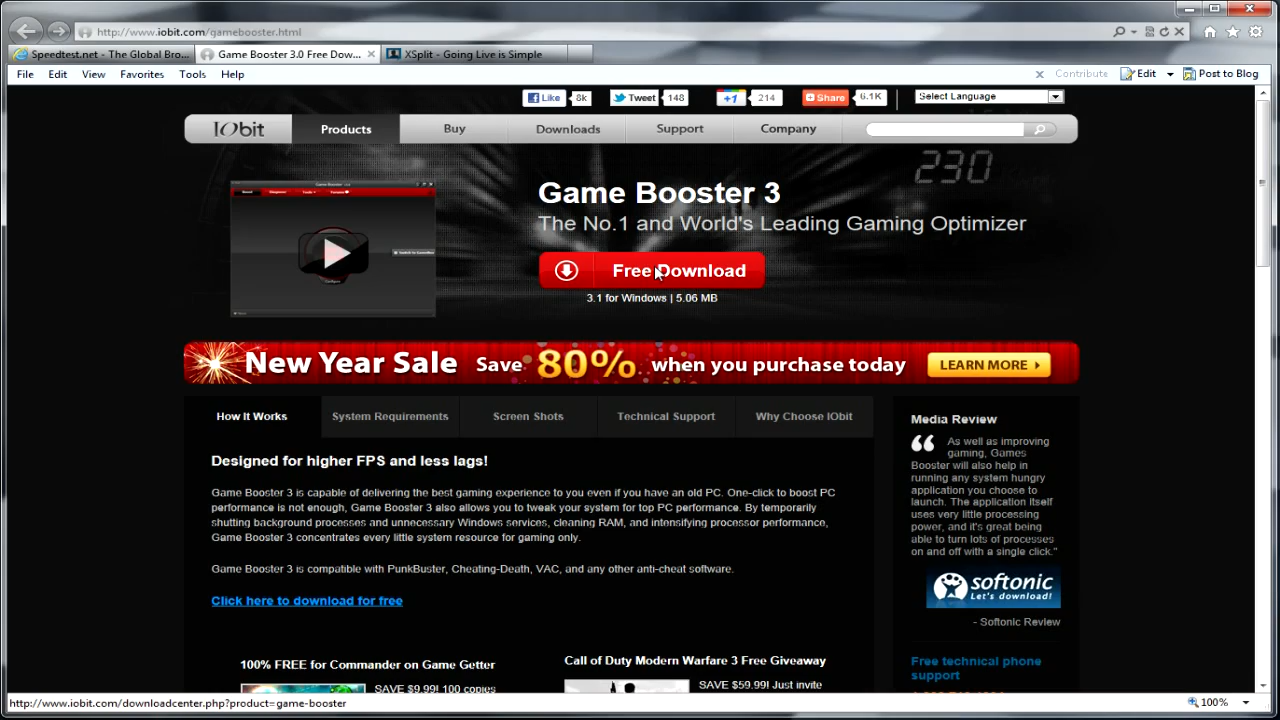 http://www.iobit.com/gamebooster.html
Speedtest.net - The Global Bro...
Game Booster 3.0 Free Dow...
XSplit - Going Live is Simple
File Edit View Favorites Tools Help
Contribute Edit Post to Blog
Like 8k Tweet 148 +1 214 Share 6.1K Select Language
IObit Products Buy Downloads Support Company
230
Game Booster 3
The No.1 and World's Leading Gaming Optimizer
Free Download
3.1 for Windows | 5.06 MB
New Year Sale Save 80% when you purchase today LEARN MORE
How It Works System Requirements Screen Shots Technical Support Why Choose IObit
Designed for higher FPS and less lags!
Game Booster 3 is capable of delivering the best gaming experience to you even if you have an old PC. One-click to boost PC
performance is not enough, Game Booster 3 also allows you to tweak your system for top PC performance. By temporarily
shutting background processes and unnecessary Windows services, cleaning RAM, and intensifying processor performance,
Game Booster 3 concentrates every little system resource for gaming only.
Game Booster 3 is compatible with PunkBuster, Cheating-Death, VAC, and any other anti-cheat software.
Click here to download for free
100% FREE for Commander on Game Getter
SAVE $9.99! 100 copies
Call of Duty Modern Warfare 3 Free Giveaway
SAVE $59.99! Just invite
Media Review
As well as improving
gaming, Games
Booster will also help in
running any system hungry
application you choose to
launch. The application itself
uses very little processing
power, and it's great being
able to turn lots of processes
on and off with a single click."
softonic
Let's download!
- Softonic Review
Free technical phone
support
http://www.iobit.com/downloadcenter.php?product=game-booster
100%